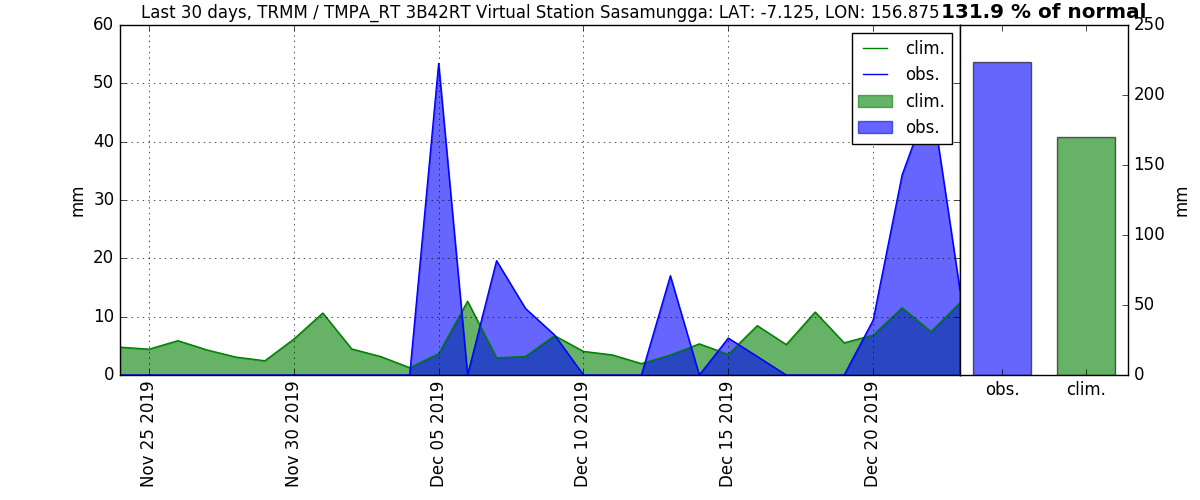 Last 30 days, TRMM / TMPA_RT 3B42RT Virtual Station Sasamungga: LAT: -7.125, LON: 156.875
131.9 % of normal
mm
60
50
40
30
20
10
0
Nov 25 2019
Nov 30 2019
Dec 05 2019
Dec 10 2019
Dec 15 2019
Dec 20 2019
clim.
obs.
clim.
obs.
250
200
150
100
50
0
mm
obs.
clim.